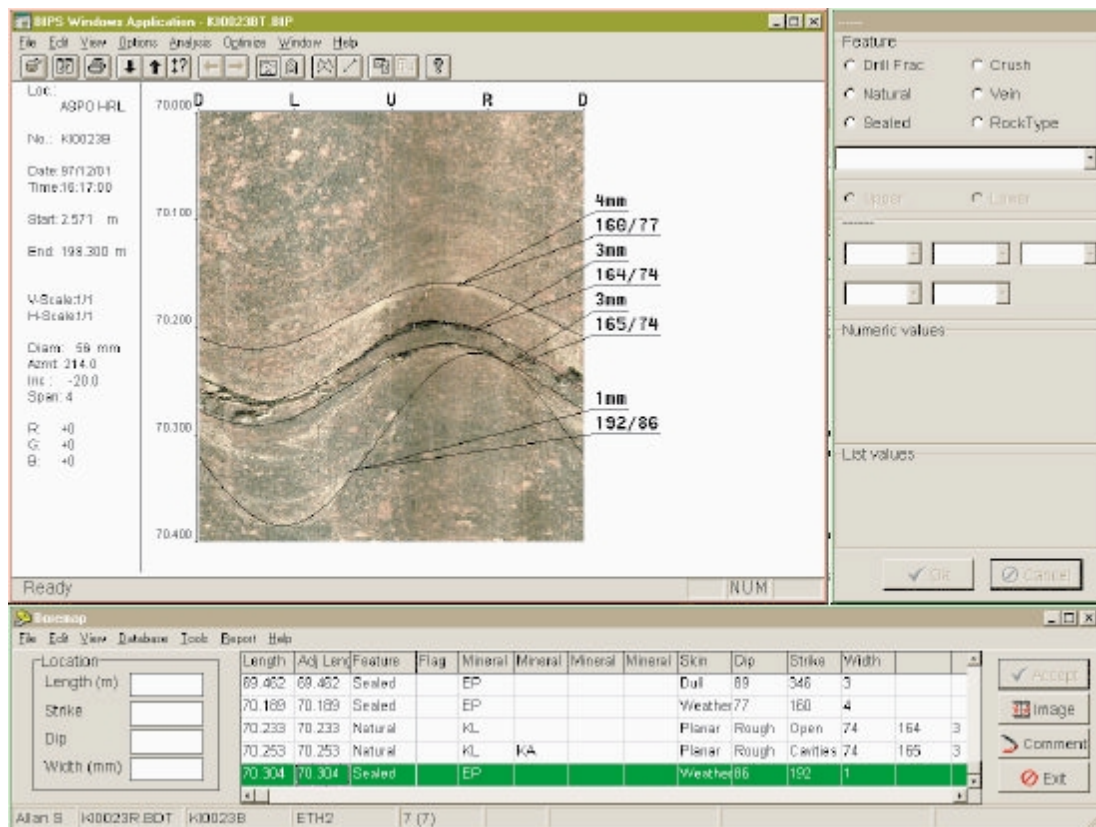 BIPS Windows Application - KI0023BT.BIP
File Edit View Options Analysis Optimize Window Help
Loc.:
ASPO HRL
No.: KI0023B
Date:97/12/01
Time:16:17:00
Start:2.571 m
End: 198.300 m
V-Scale:1/1
H-Scale:1/1
Diam: 56 mm
Azmt: 214.0
Inc : -20.0
Span: 4
R: +0
G: +0
B: +0
D L U R D
70.000
70.100
70.200
70.300
70.400
4mm
160/77
3mm
164/74
3mm
165/74
1mm
192/86
Ready
NUM
Feature
Drill Frac Crush
Natural Vein
Sealed RockType
Upper Lower
Numeric values
List values
OK Cancel
Boremap
File Edit View Database Tools Report Help
Location
Length (m)
Strike
Dip
Width (mm)
Length Adj Leng Feature Flag Mineral Mineral Mineral Mineral Skin Dip Strike Width
69.462 69.462 Sealed EP Dull 89 346 3
70.189 70.189 Sealed EP Weather 77 160 4
70.233 70.233 Natural KL Planar Rough Open 74 164 3
70.253 70.253 Natural KL KA Planar Rough Cavities 74 165 3
70.304 70.304 Sealed EP Weather 86 192 1
Accept
Image
Comment
Exit
Allan S KI0023R.BDT KI0023B ETH2 7 (7)